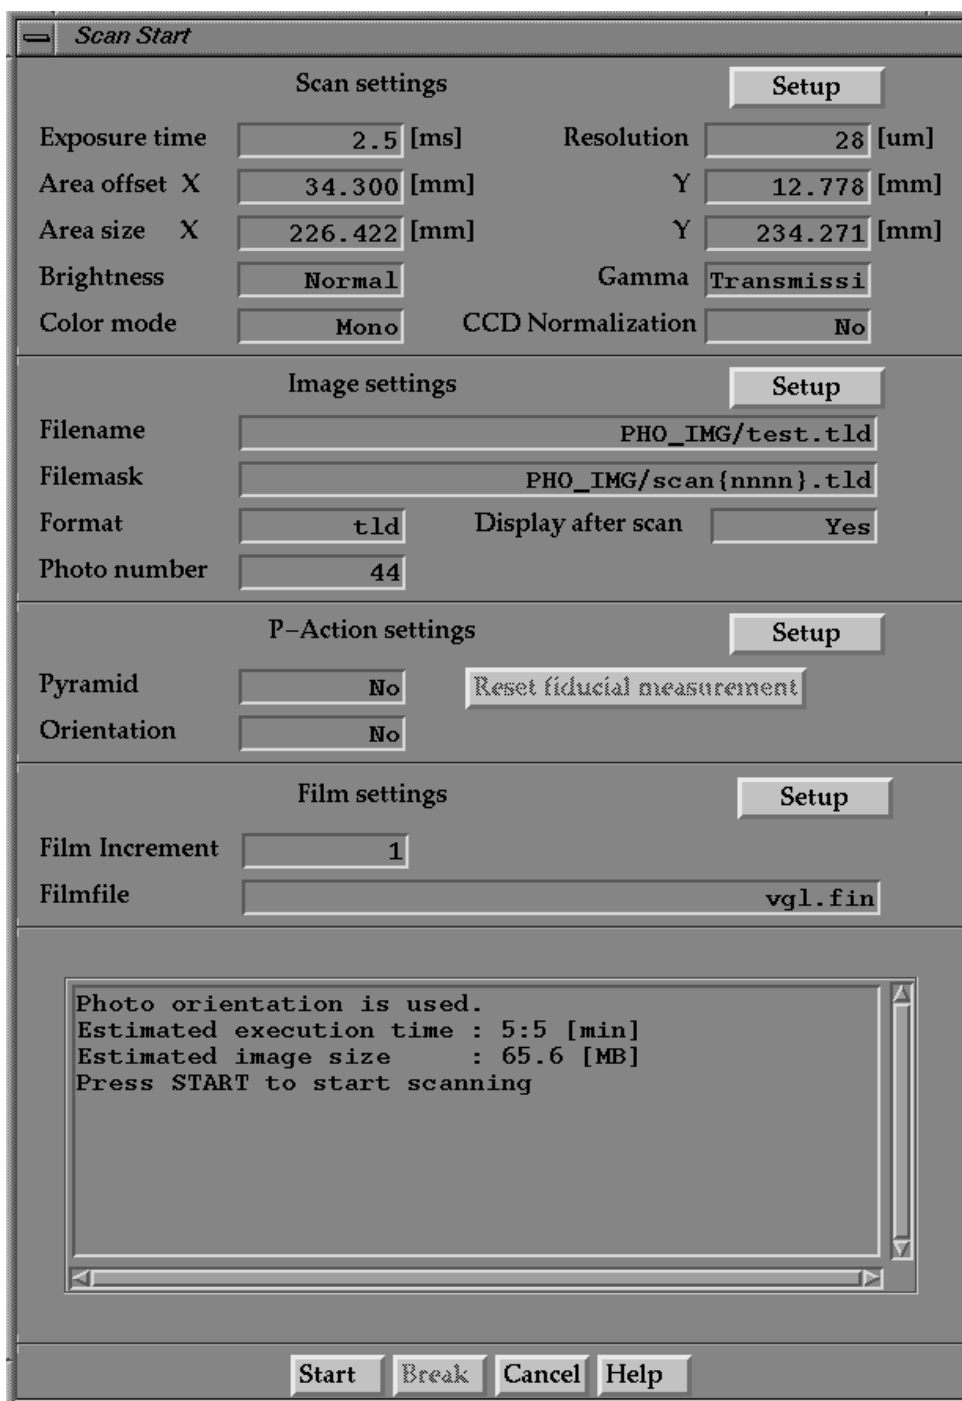 Scan Start
Scan settings Setup
Exposure time 2.5 [ms] Resolution 28 [um]
Area offset X 34.300 [mm] Y 12.778 [mm]
Area size X 226.422 [mm] Y 234.271 [mm]
Brightness Normal Gamma Transmissi
Color mode Mono CCD Normalization No
Image settings Setup
Filename PHO_IMG/test.tld
Filemask PHO_IMG/scan{nnnn}.tld
Format tld Display after scan Yes
Photo number 44
P-Action settings Setup
Pyramid No Reset fiducial measurement
Orientation No
Film settings Setup
Film Increment 1
Filmfile vgl.fin
Photo orientation is used.
Estimated execution time : 5:5 [min]
Estimated image size : 65.6 [MB]
Press START to start scanning
Start Break Cancel Help